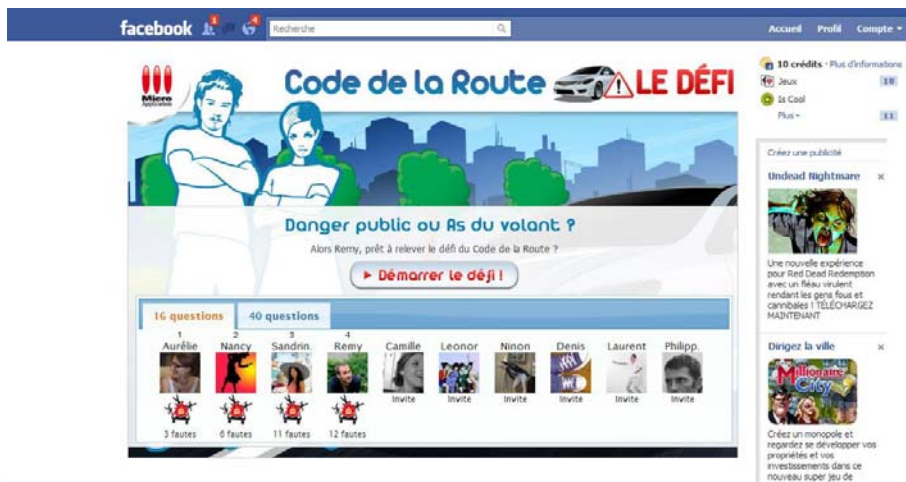 facebook
1
4
Recherche
Accueil Profil Compte
Micro
Application
Code de la Route LE DÉFI
Danger public ou As du volant ?
Alors Remy, prêt à relever le défi du Code de la Route ?
Démarrer le défi !
16 questions 40 questions
1 2 3 4
Aurélie Nancy Sandrin. Remy Camille Leonor Ninon Denis Laurent Philipp.
Invite Invite Invite Invite Invite Invite
3 fautes 6 fautes 11 fautes 12 fautes
10 crédits · Plus d'informations
Jeux 18
Is Cool
Plus 11
Créez une publicité
Undead Nightmare x
Une nouvelle expérience
pour Red Dead Redemption
avec un fléau virulent
rendant les gens fous et
cannibales ! TÉLÉCHARGEZ
MAINTENANT
Dirigez la ville x
Millionaire
City
Créez un monopole et
regardez se développer vos
propriétés et vos
investissements dans ce
nouveau super jeu de